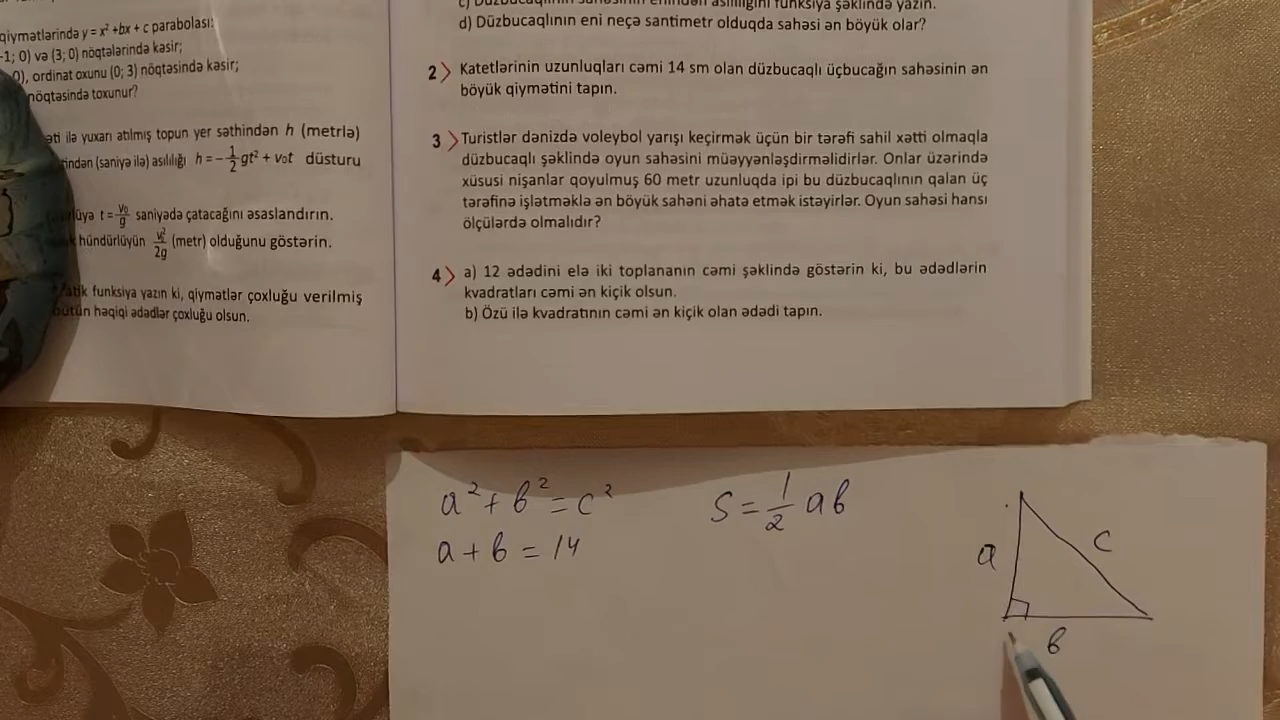 qiymətlərində y = x² +bx + c parabolası:
-1; 0) və (3; 0) nöqtələrində kəsir;
0), ordinat oxunu (0; 3) nöqtəsində kəsir;
nöqtəsində toxunur?
əti ilə yuxarı atılmış topun yer səthindən h (metrlə)
(saniyə ilə) asılılığı h = -1/2 gt² + v₀t düsturu
t = v₀/g saniyədə çatacağını əsaslandırın.
hündürlüyün v₀²/2g (metr) olduğunu göstərin.
funksiya yazın ki, qiymətlər çoxluğu verilmiş
bütün həqiqi ədədlər çoxluğu olsun.
c) Düzbucaqlının sahəsinin enindən asılılığını funksiya şəklində yazın.
d) Düzbucaqlının eni neçə santimetr olduqda sahəsi ən böyük olar?
2 Katetlərinin uzunluqları cəmi 14 sm olan düzbucaqlı üçbucağın sahəsinin ən
böyük qiymətini tapın.
3 Turistlər dənizdə voleybol yarışı keçirmək üçün bir tərəfi sahil xətti olmaqla
düzbucaqlı şəklində oyun sahəsini müəyyənləşdirməlidirlər. Onlar üzərində
xüsusi nişanlar qoyulmuş 60 metr uzunluqda ipi bu düzbucaqlının qalan üç
tərəfinə işlətməklə ən böyük sahəni əhatə etmək istəyirlər. Oyun sahəsi hansı
ölçülərdə olmalıdır?
4 a) 12 ədədini elə iki toplananın cəmi şəklində göstərin ki, bu ədədlərin
kvadratları cəmi ən kiçik olsun.
b) Özü ilə kvadratının cəmi ən kiçik olan ədədi tapın.
a² + b² = c²
a + b = 14
S = 1/2 ab
a
c
b